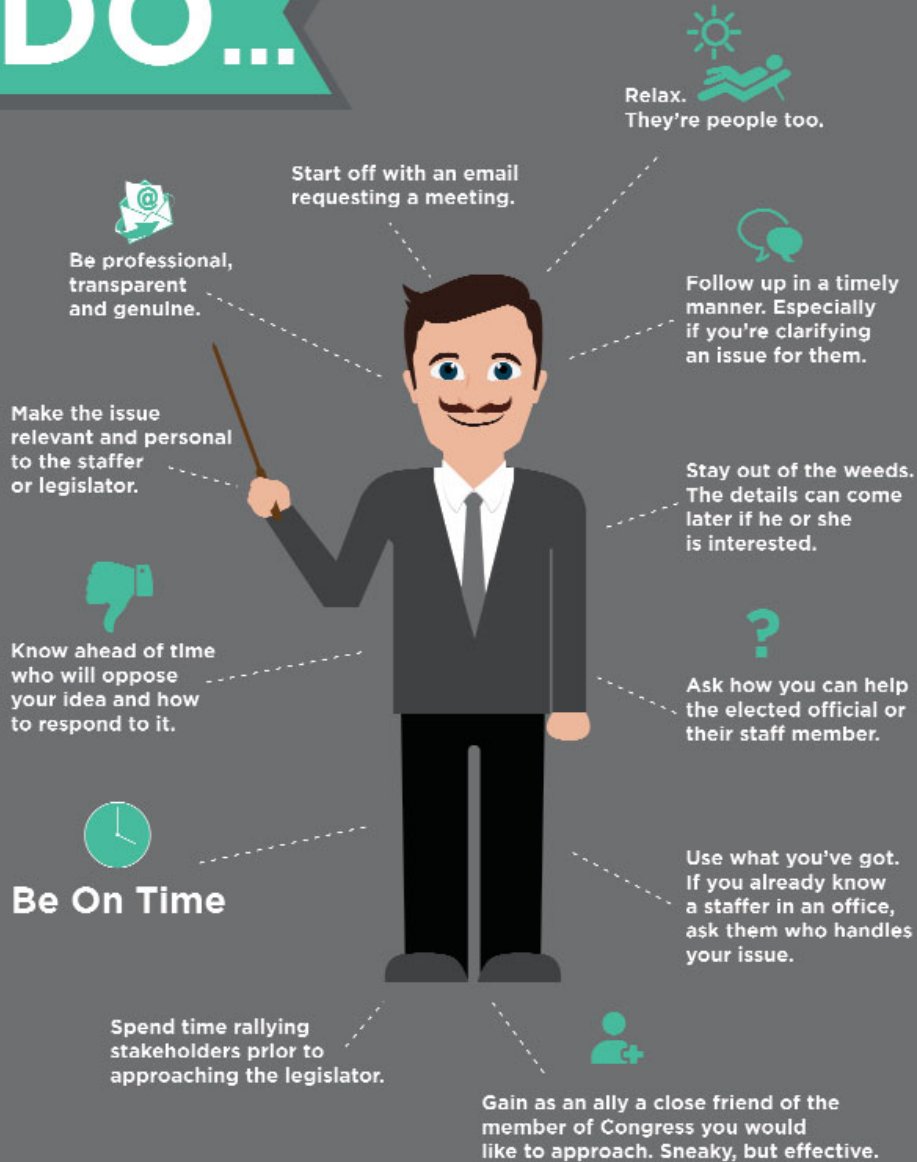 DO...
Relax.
They're people too.
Start off with an email
requesting a meeting.
@
Be professional,
transparent
and genuine.
Follow up in a timely
manner. Especially
if you're clarifying
an issue for them.
Make the issue
relevant and personal
to the staffer
or legislator.
Stay out of the weeds.
The details can come
later if he or she
is interested.
Know ahead of time
who will oppose
your idea and how
to respond to it.
?
Ask how you can help
the elected official or
their staff member.
Be On Time
Use what you've got.
If you already know
a staffer in an office,
ask them who handles
your issue.
Spend time rallying
stakeholders prior to
approaching the legislator.
Gain as an ally a close friend of the
member of Congress you would
like to approach. Sneaky, but effective.